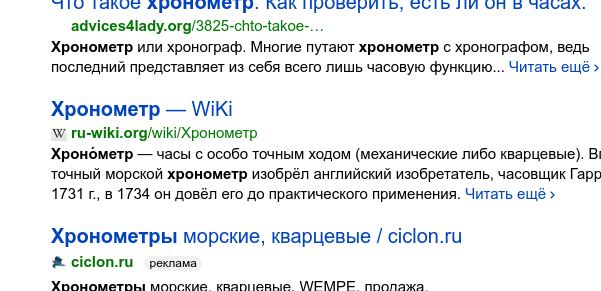 Что такое хронометр. Как проверить, есть ли он в часах.
advices4lady.org/3825-chto-takoe-…
Хронометр или хронограф. Многие путают хронометр с хронографом, ведь
последний представляет из себя всего лишь часовую функцию... Читать ещё ›
Хронометр — WiKi
W ru-wiki.org/wiki/Хронометр
Хроно́метр — часы с особо точным ходом (механические либо кварцевые).
точный морской хронометр изобрёл английский изобретатель, часовщик
1731 г., в 1734 он довёл его до практического применения. Читать ещё ›
Хронометры морские, кварцевые / ciclon.ru
ciclon.ru реклама
Хронометры морские, кварцевые, WEMPE, продажа.